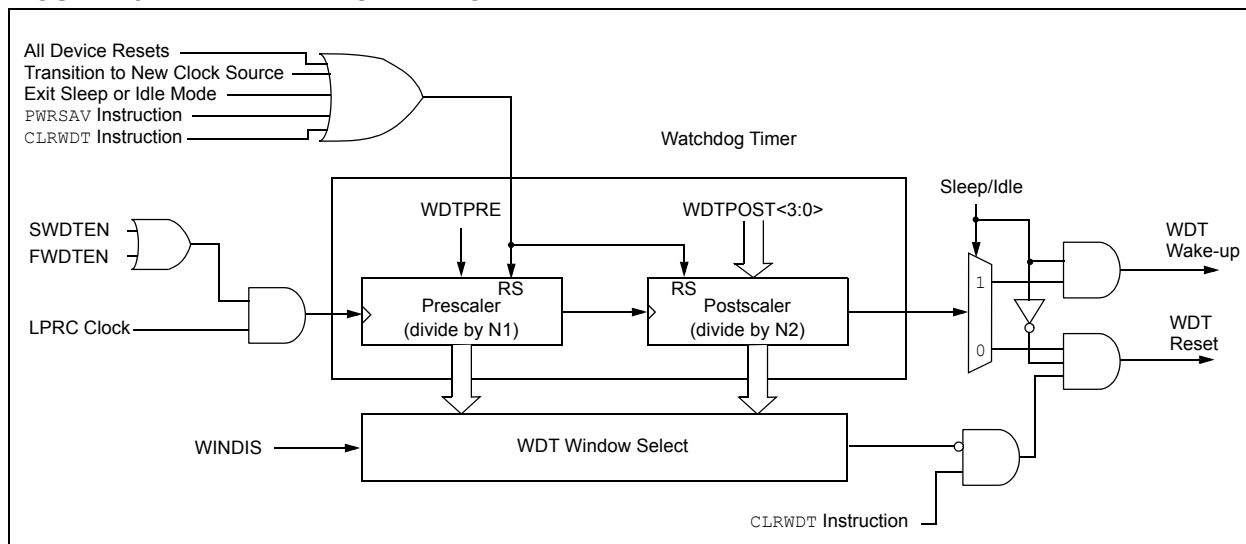 All Device Resets
Transition to New Clock Source
Exit Sleep or Idle Mode
PWRSAV Instruction
CLRWDT Instruction
Watchdog Timer
Sleep/Idle
WDTPRE
WDTPOST<3:0>
SWDTEN
FWDTEN
WDT
Wake-up
RS
RS
Prescaler
(divide by N1)
Postscaler
(divide by N2)
1
0
LPRC Clock
WDT
Reset
WINDIS
WDT Window Select
CLRWDT Instruction